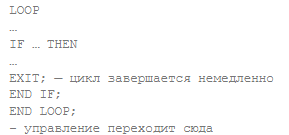 LOOP
…
IF … THEN
…
EXIT; — цикл завершается немедленно
END IF;
END LOOP;
– управление переходит сюда